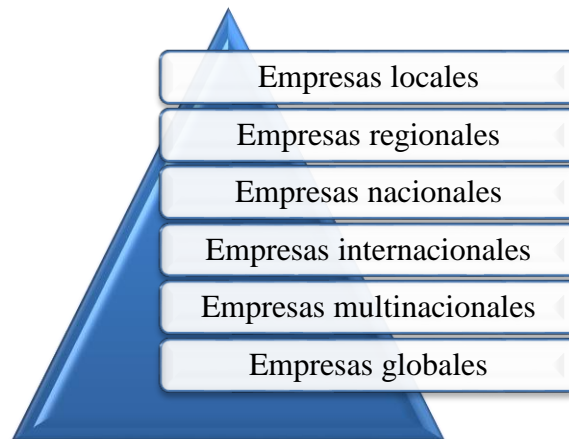 Empresas locales
Empresas regionales
Empresas nacionales
Empresas internacionales
Empresas multinacionales
Empresas globales